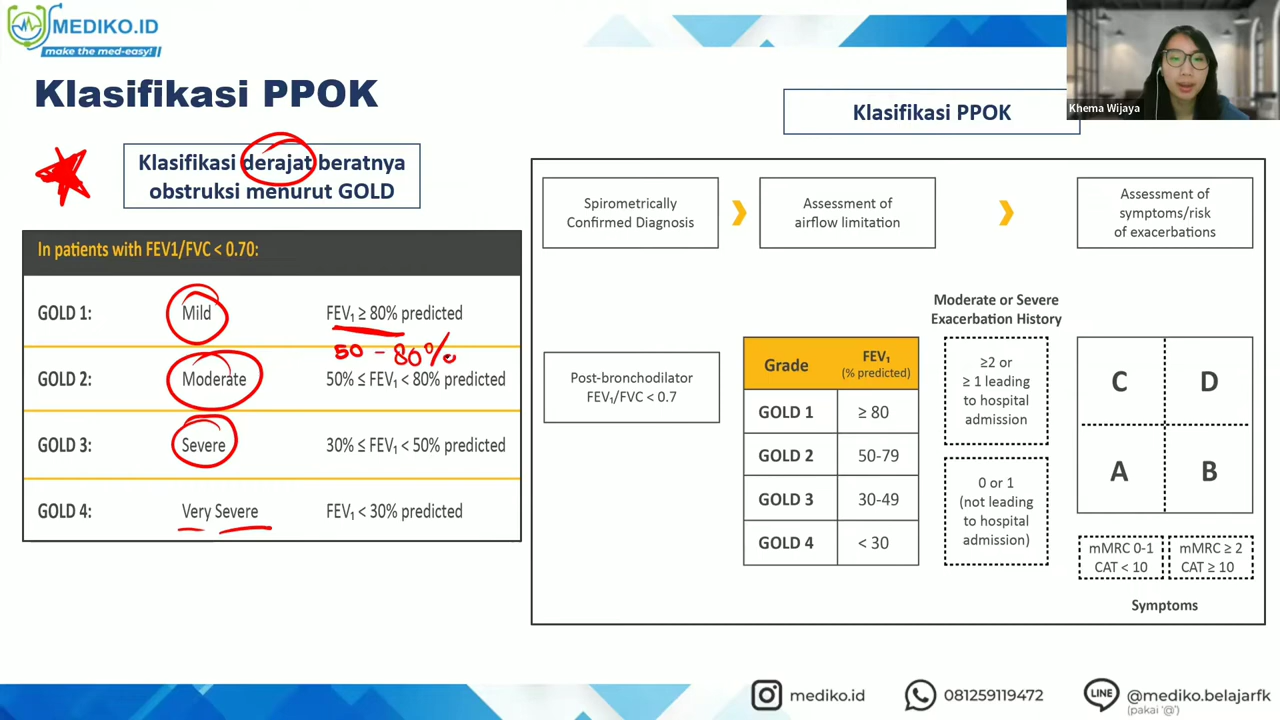 MEDIKO.ID
make the med-easy!
Khema Wijaya
Klasifikasi PPOK
Klasifikasi derajat beratnya
obstruksi menurut GOLD
In patients with FEV1/FVC < 0.70:
GOLD 1: Mild FEV₁ ≥ 80% predicted
50 - 80%
GOLD 2: Moderate 50% ≤ FEV₁ < 80% predicted
GOLD 3: Severe 30% ≤ FEV₁ < 50% predicted
GOLD 4: Very Severe FEV₁ < 30% predicted
Klasifikasi PPOK
Spirometrically
Confirmed Diagnosis
Assessment of
airflow limitation
Assessment of
symptoms/risk
of exacerbations
Post-bronchodilator
FEV₁/FVC < 0.7
Grade FEV₁
(% predicted)
GOLD 1 ≥ 80
GOLD 2 50-79
GOLD 3 30-49
GOLD 4 < 30
Moderate or Severe
Exacerbation History
≥2 or
≥ 1 leading
to hospital
admission
0 or 1
(not leading
to hospital
admission)
C D
A B
mMRC 0-1
CAT < 10
mMRC ≥ 2
CAT ≥ 10
Symptoms
mediko.id
081259119472
LINE
@mediko.belajarfk
(pakai '@')